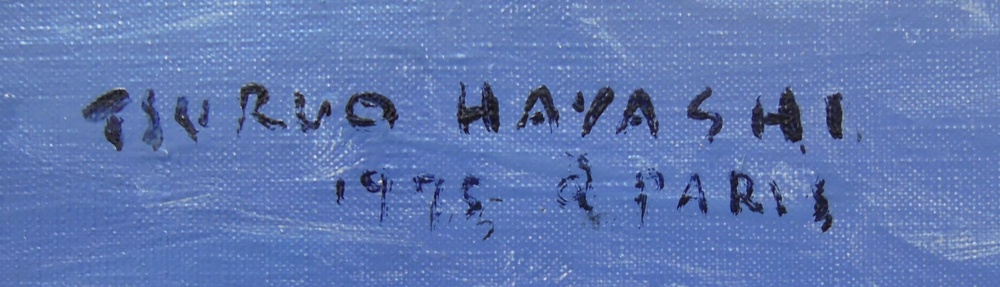 TSURUO HAYASHI
1975 à PARIS